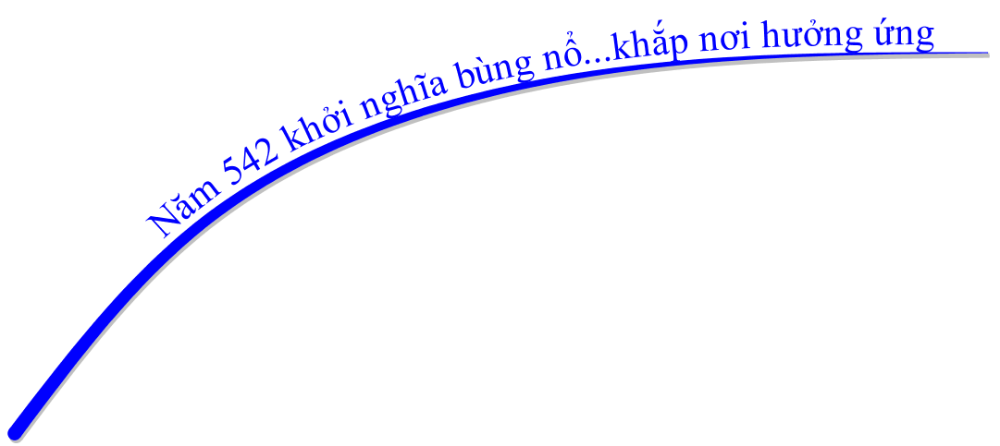 Năm 542 khởi nghĩa bùng nổ...khắp nơi hưởng ứng